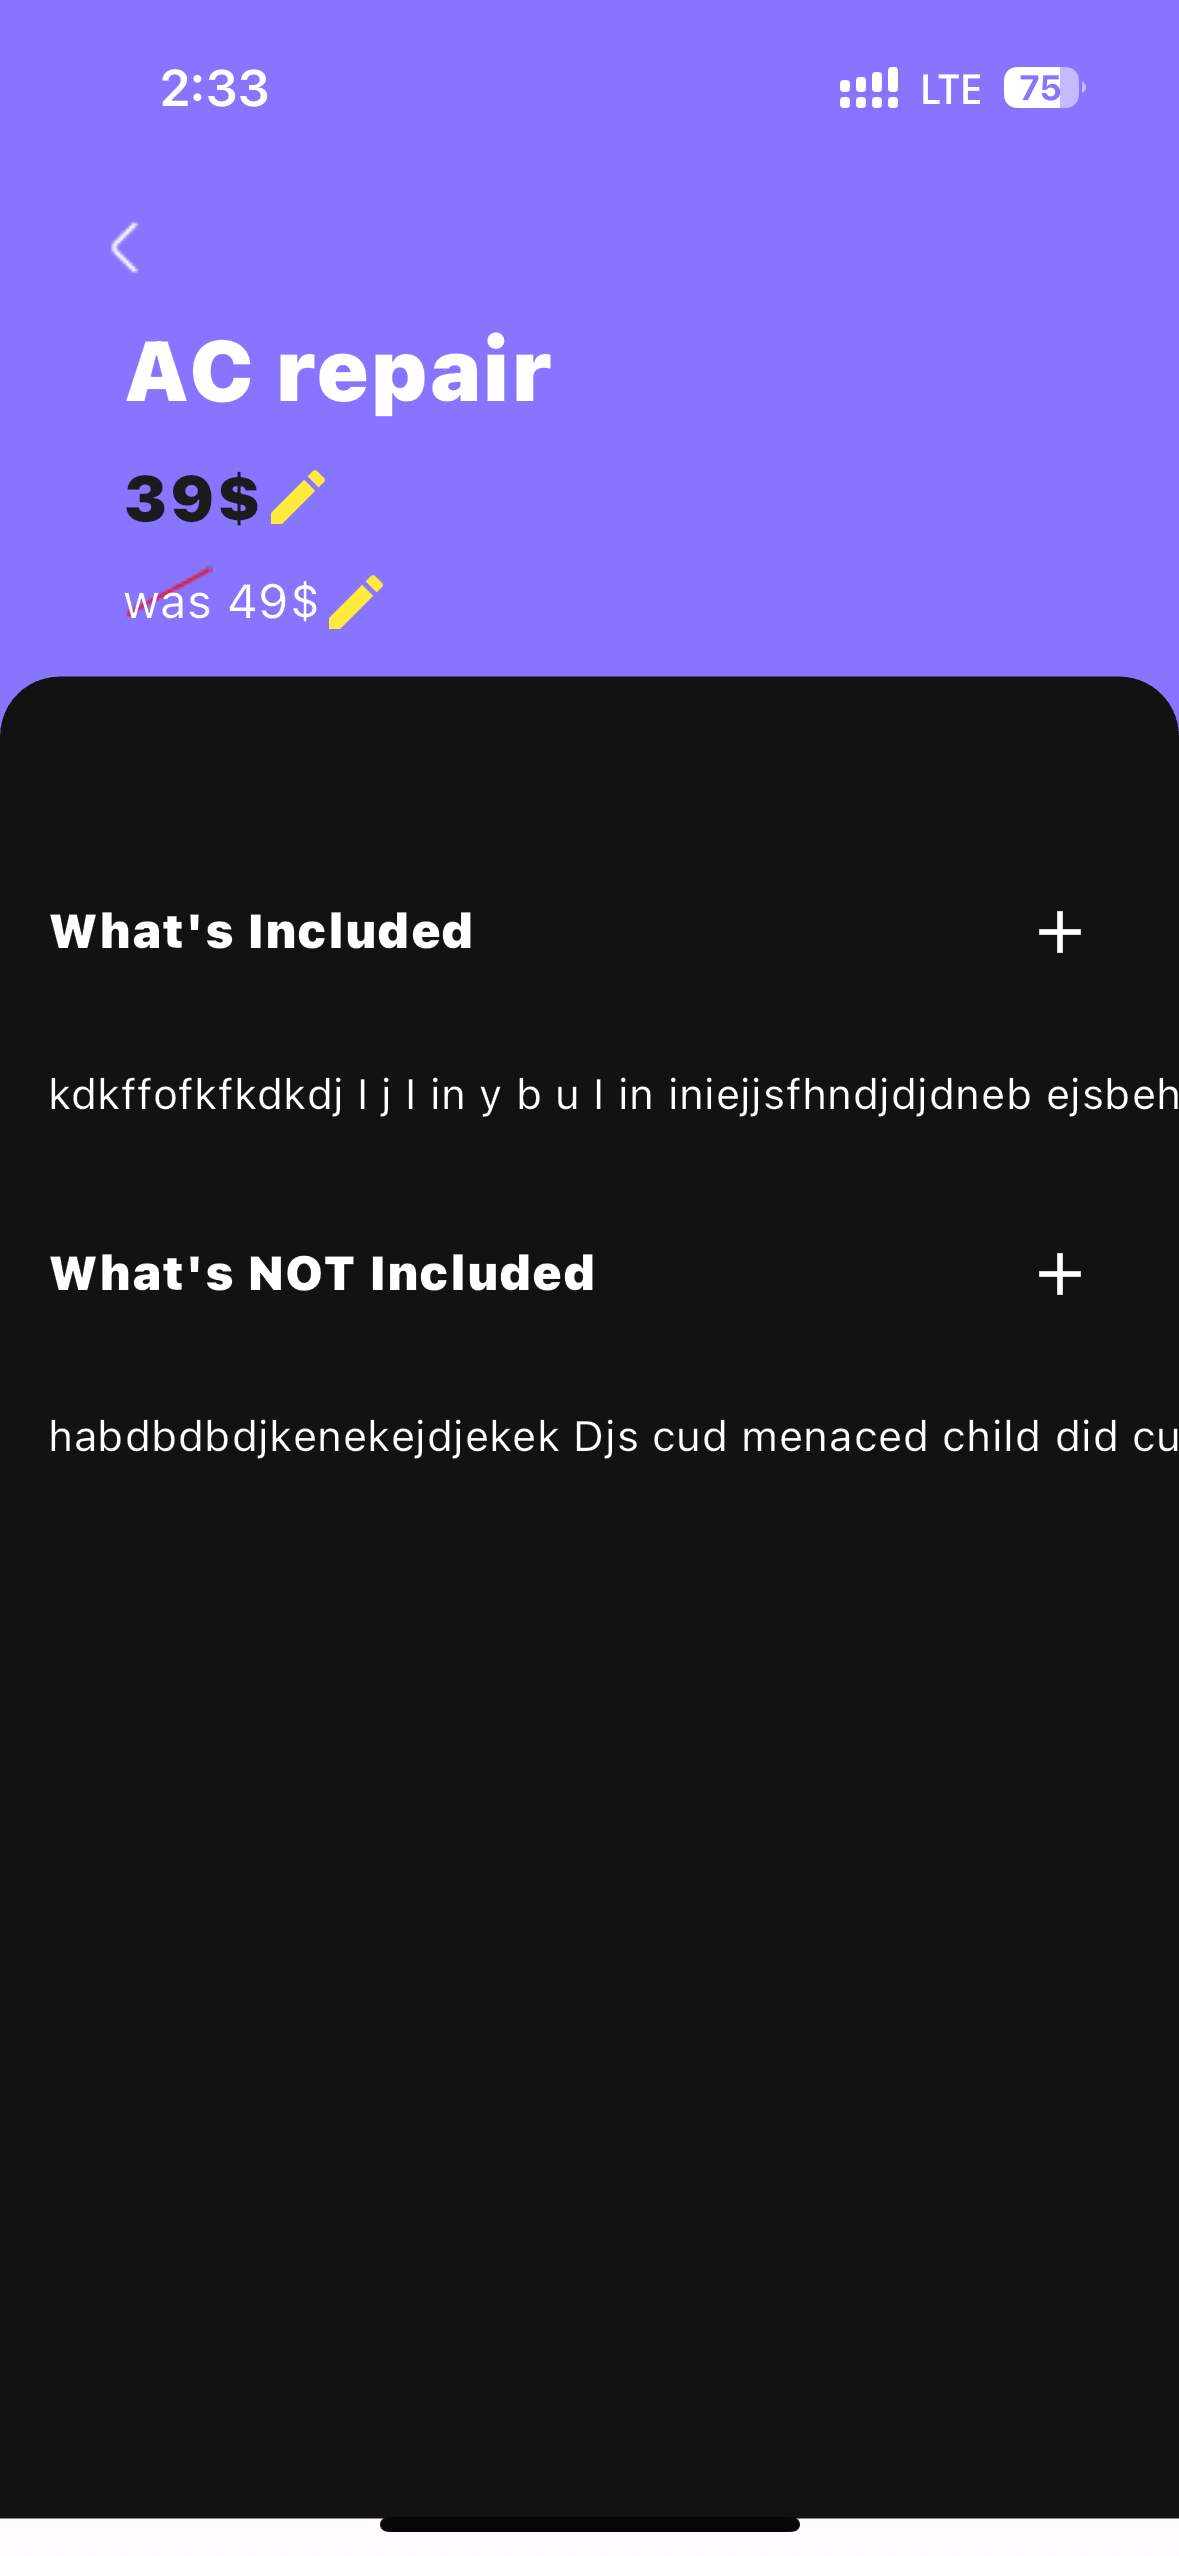 2:33 LTE 75
AC repair
39$
was 49$
What's Included
kdkffofkfkdkdj I j I in y b u I in iniejjsfhndjdjdneb ejsbeh
What's NOT Included
habdbdbdjkenekejdjekek Djs cud menaced child did cu